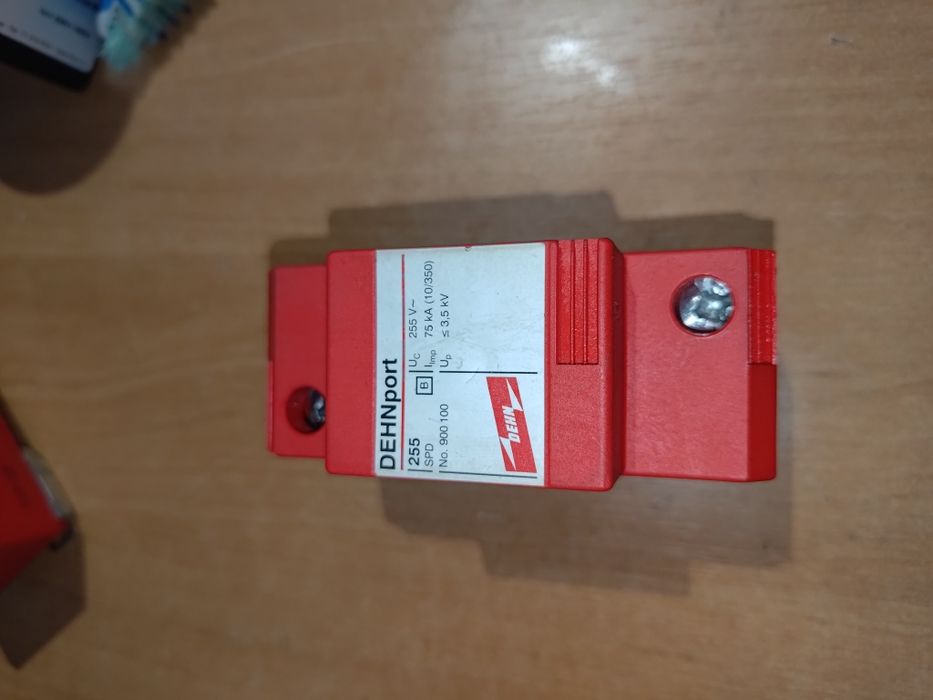 DEHNport
255
SPD B
No. 900 100
UC 255 V~
Iimp 75 kA (10/350)
Up ≤ 3,5 kV
DEHN